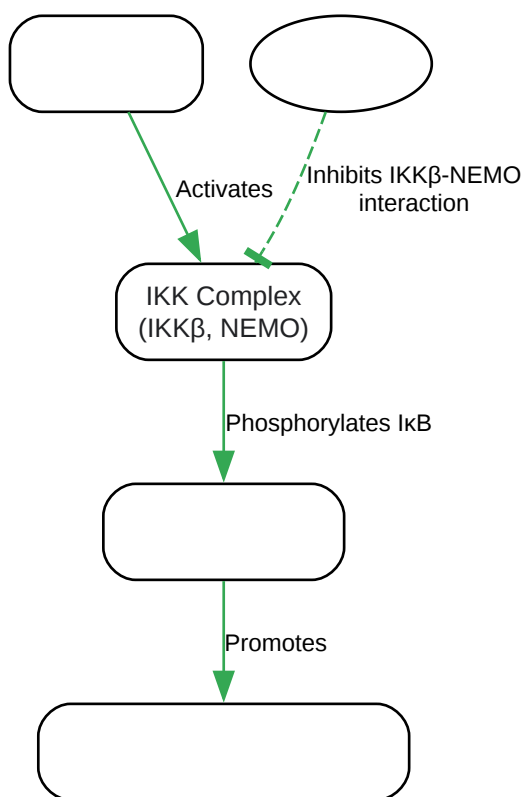 Activates
Inhibits IKKβ-NEMO
interaction
IKK Complex
(IKKβ, NEMO)
Phosphorylates IκB
Promotes